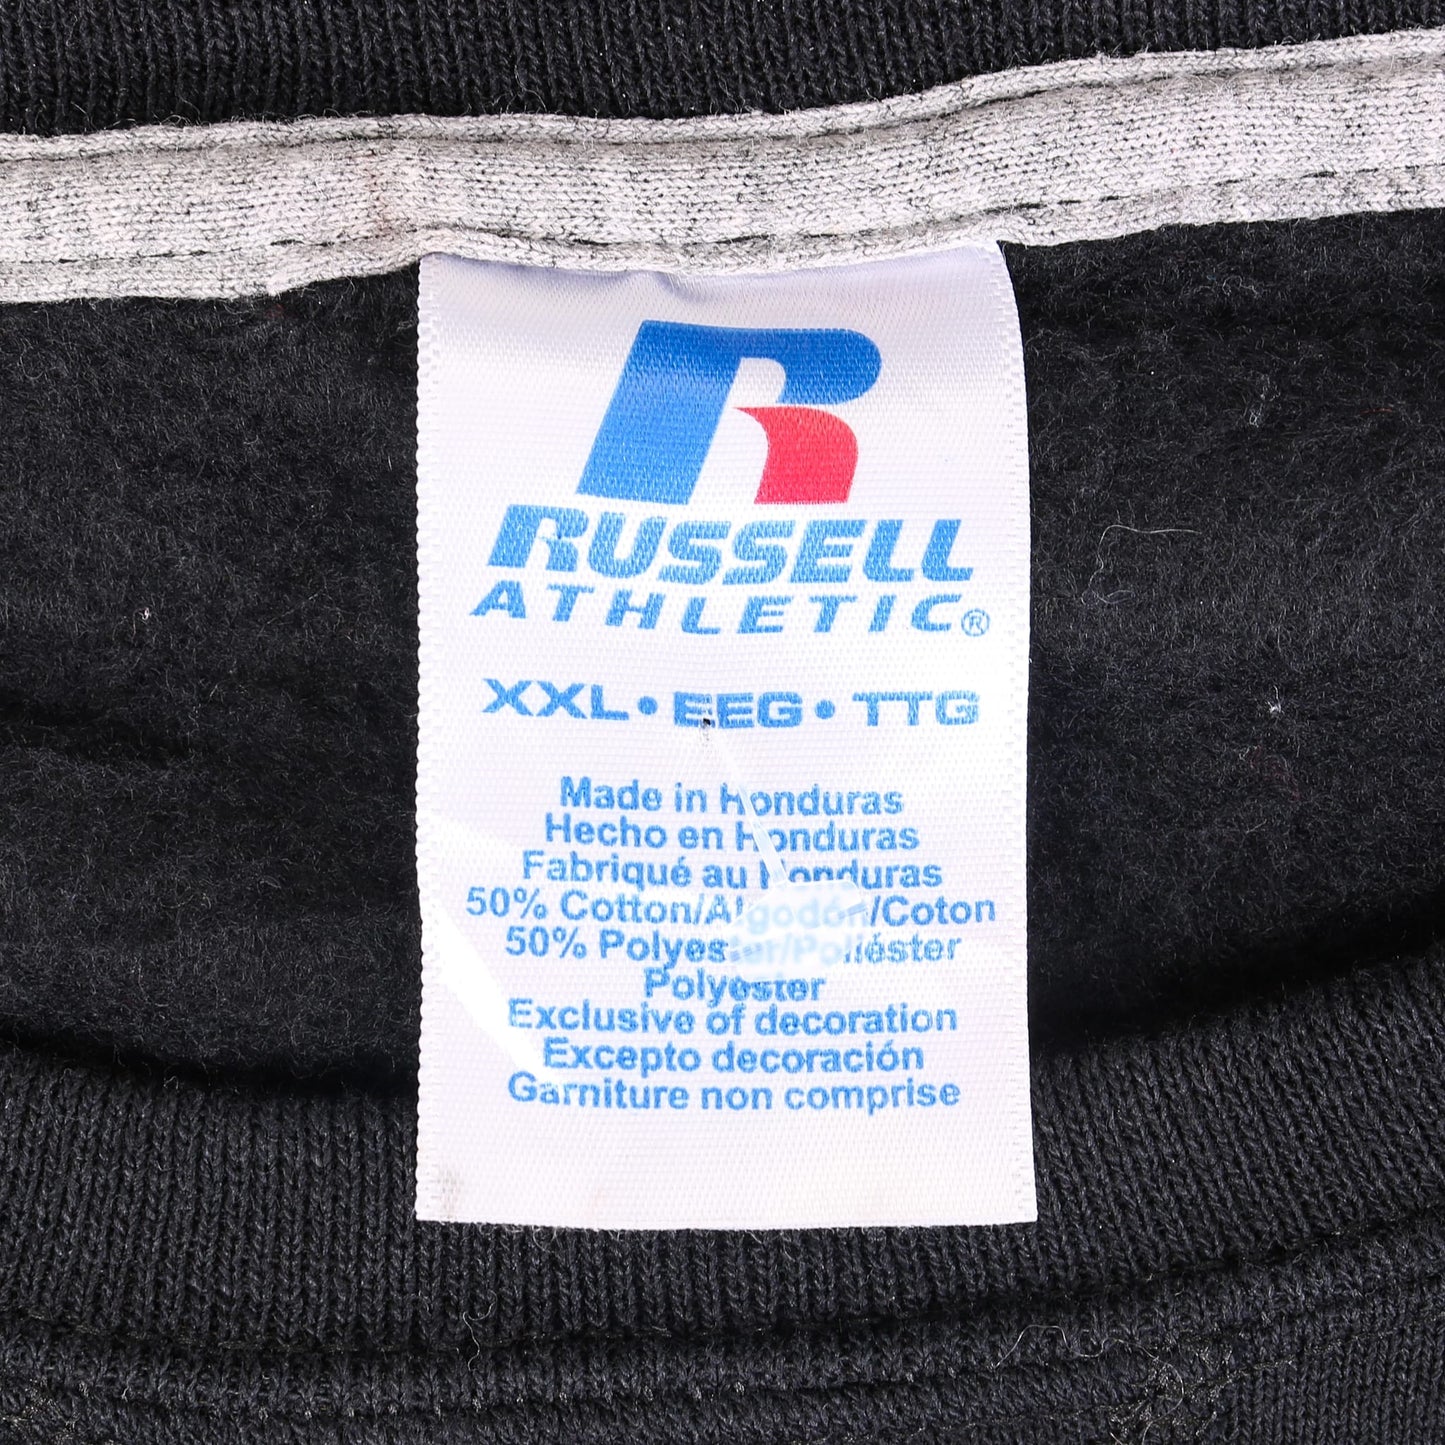 R
RUSSELL
ATHLETIC®
XXL • EEG • TTG
Made in Honduras
Hecho en Honduras
Fabriqué au Honduras
50% Cotton/Algodón/Coton
50% Polyester/Poliéster
Polyester
Exclusive of decoration
Excepto decoración
Garniture non comprise